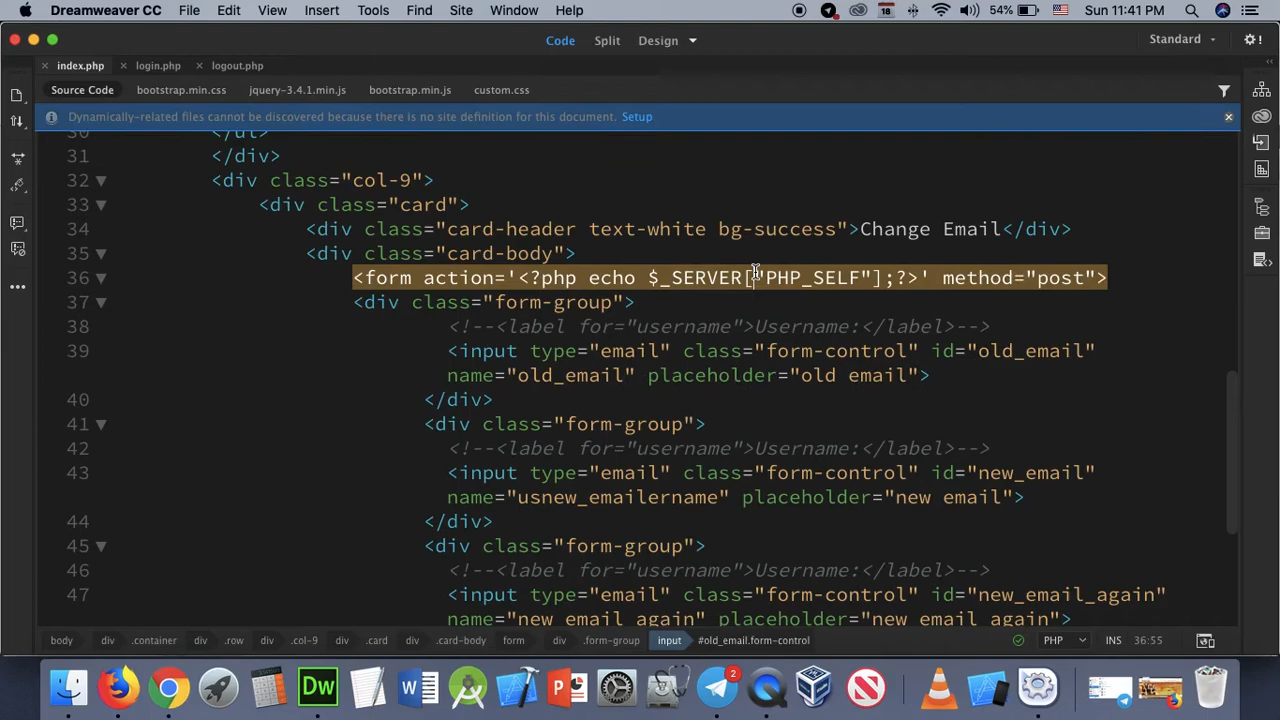 Dreamweaver CC File Edit View Insert Tools Find Site Window Help 18 54% Sun 11:41 PM
Code Split Design Standard
index.php login.php logout.php
Source Code bootstrap.min.css jquery-3.4.1.min.js bootstrap.min.js custom.css
Dynamically-related files cannot be discovered because there is no site definition for this document. Setup
30 </ul>
31 </div>
32 <div class="col-9">
33 <div class="card">
34 <div class="card-header text-white bg-success">Change Email</div>
35 <div class="card-body">
36 <form action='<?php echo $_SERVER["PHP_SELF"];?>' method="post">
37 <div class="form-group">
38 <!--<label for="username">Username:</label>-->
39 <input type="email" class="form-control" id="old_email"
name="old_email" placeholder="old email">
40 </div>
41 <div class="form-group">
42 <!--<label for="username">Username:</label>-->
43 <input type="email" class="form-control" id="new_email"
name="usnew_emailername" placeholder="new email">
44 </div>
45 <div class="form-group">
46 <!--<label for="username">Username:</label>-->
47 <input type="email" class="form-control" id="new_email_again"
name="new_email_again" placeholder="new email again">
body div .container div .row div .col-9 div .card div .card-body form div .form-group input #old_email.form-control PHP INS 36:55
Dw W P 2